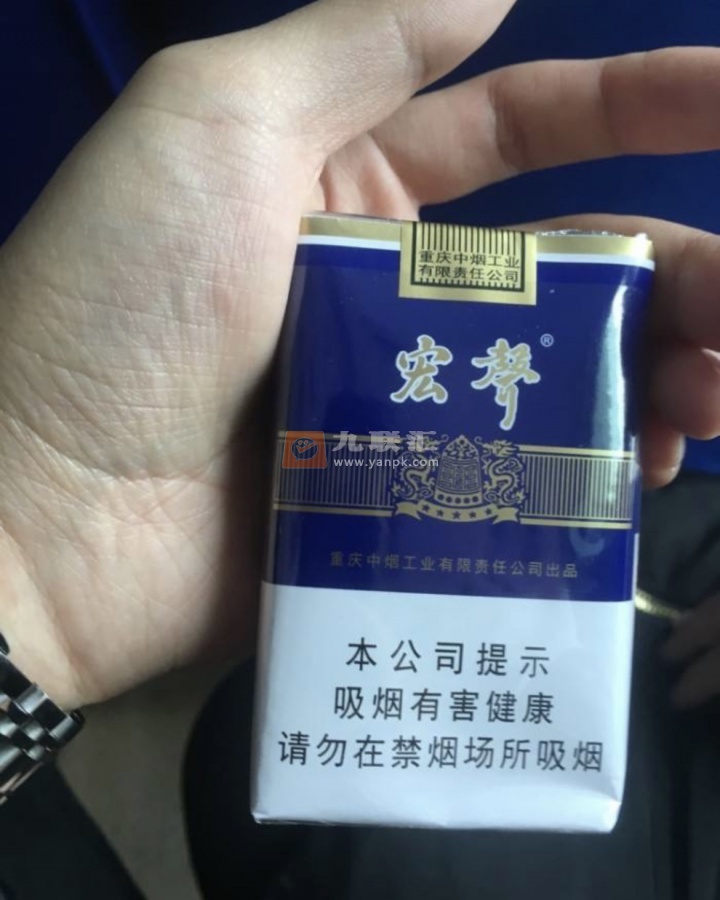 重庆中烟工业
有限责任公司
宏聲®
九联汇
www.yanpk.com
重庆中烟工业有限责任公司出品
本公司提示
吸烟有害健康
请勿在禁烟场所吸烟